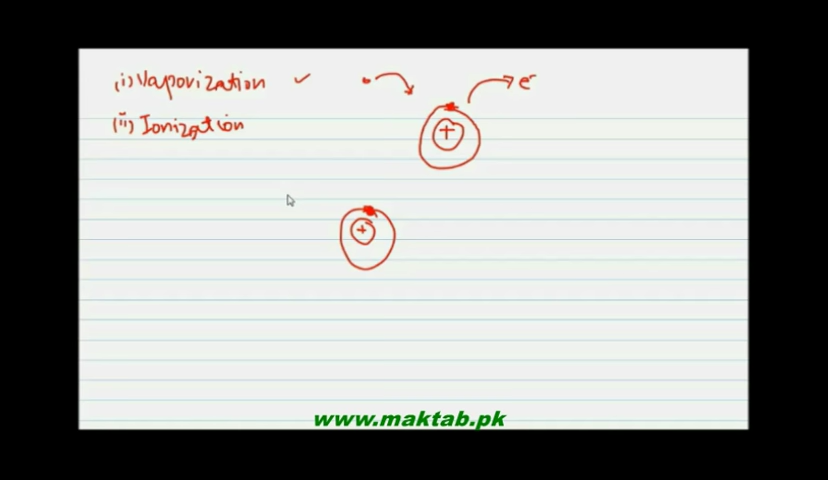 (i) Vaporization ✓
e⁻
(ii) Ionization
+
+
www.maktab.pk